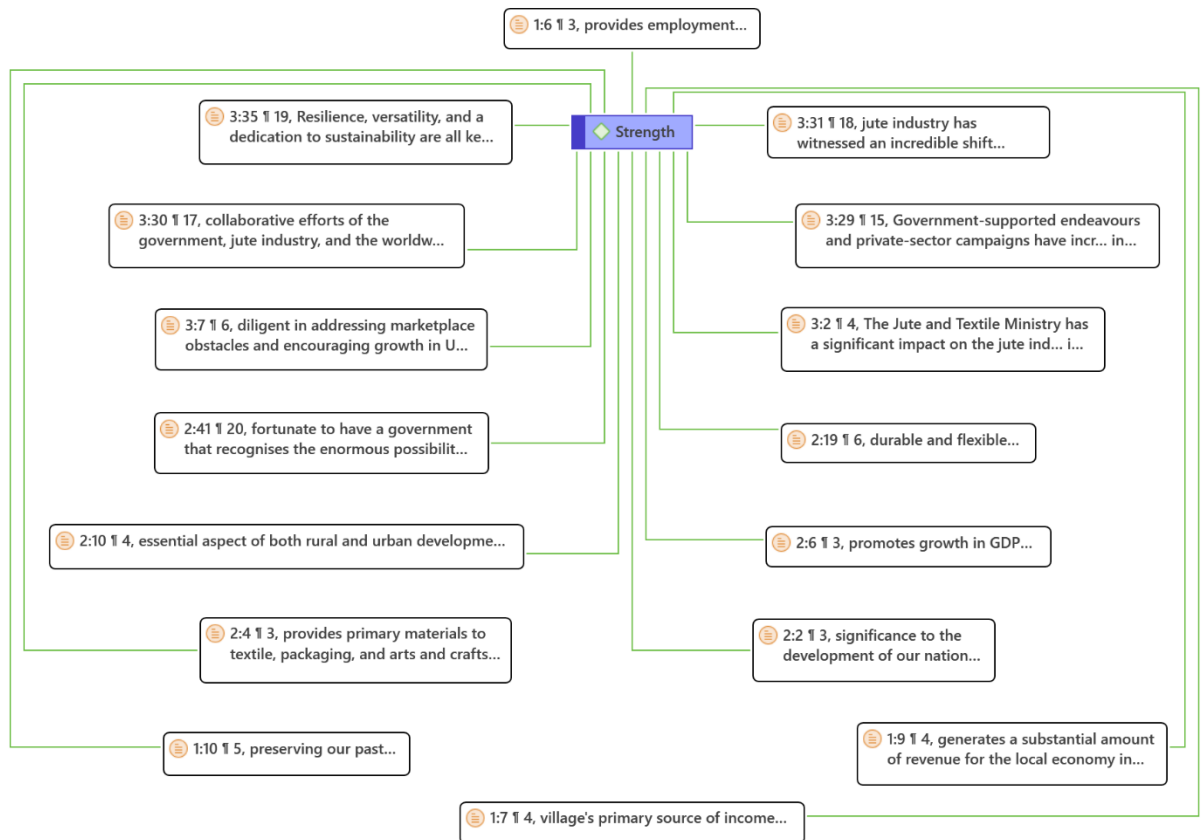 1:6 ¶ 3, provides employment...
3:35 ¶ 19, Resilience, versatility, and a
dedication to sustainability are all ke...
Strength
3:31 ¶ 18, jute industry has
witnessed an incredible shift...
3:30 ¶ 17, collaborative efforts of the
government, jute industry, and the worldw...
3:29 ¶ 15, Government-supported endeavours
and private-sector campaigns have incr... in...
3:7 ¶ 6, diligent in addressing marketplace
obstacles and encouraging growth in U...
3:2 ¶ 4, The Jute and Textile Ministry has
a significant impact on the jute ind... i...
2:41 ¶ 20, fortunate to have a government
that recognises the enormous possibilit...
2:19 ¶ 6, durable and flexible...
2:10 ¶ 4, essential aspect of both rural and urban developme...
2:6 ¶ 3, promotes growth in GDP...
2:4 ¶ 3, provides primary materials to
textile, packaging, and arts and crafts...
2:2 ¶ 3, significance to the
development of our nation...
1:10 ¶ 5, preserving our past...
1:9 ¶ 4, generates a substantial amount
of revenue for the local economy in...
1:7 ¶ 4, village's primary source of income...